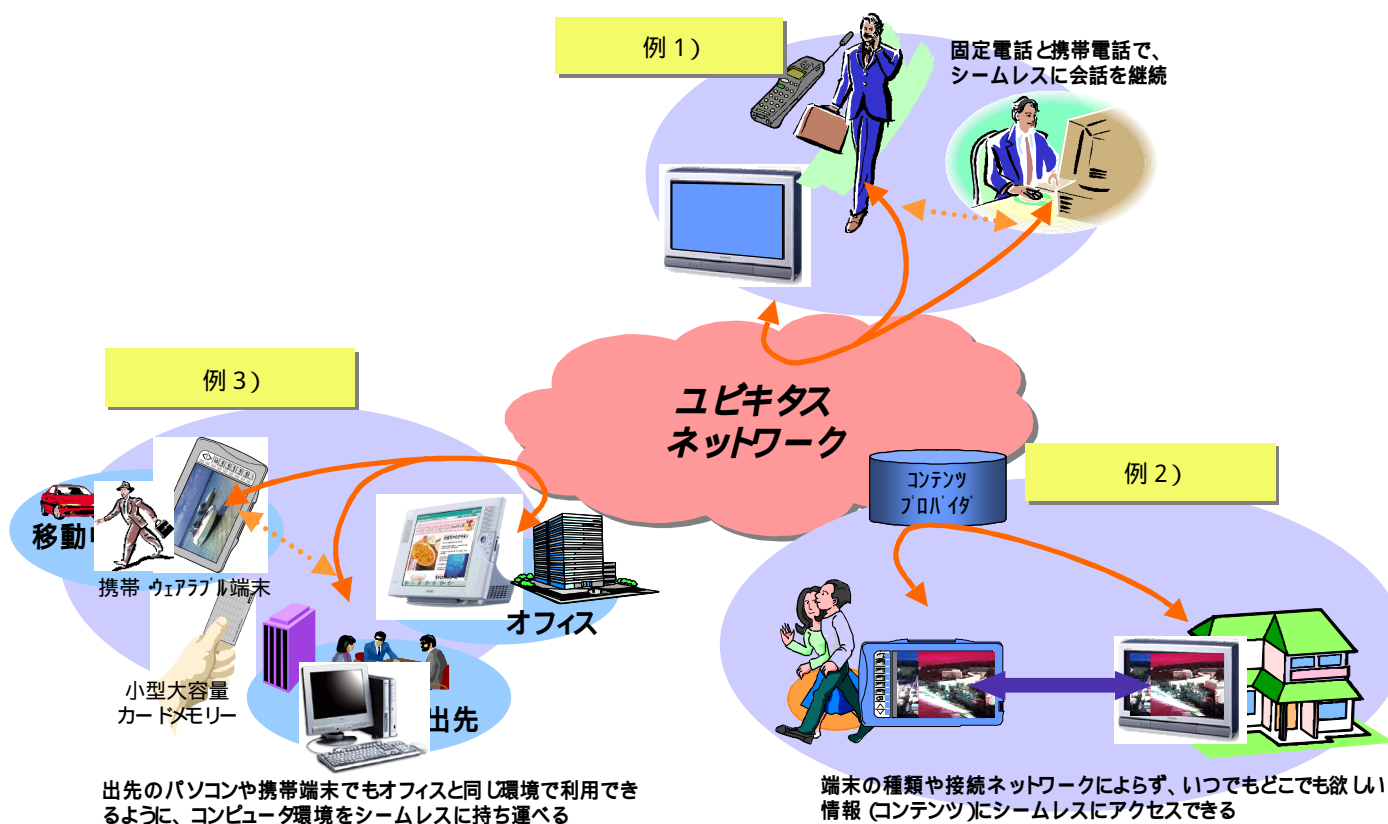 例1)
固定電話と携帯電話で、
シームレスに会話を継続
ユビキタス
ネットワーク
例3)
移動
携帯・ウェアラブル端末
小型大容量
カードメモリー
オフィス
出先
出先のパソコンや携帯端末でもオフィスと同じ環境で利用でき
るように、コンピュータ環境をシームレスに持ち運べる
例2)
コンテンツ
プロバイダ
端末の種類や接続ネットワークによらず、いつでもどこでも欲しい
情報(コンテンツ)にシームレスにアクセスできる